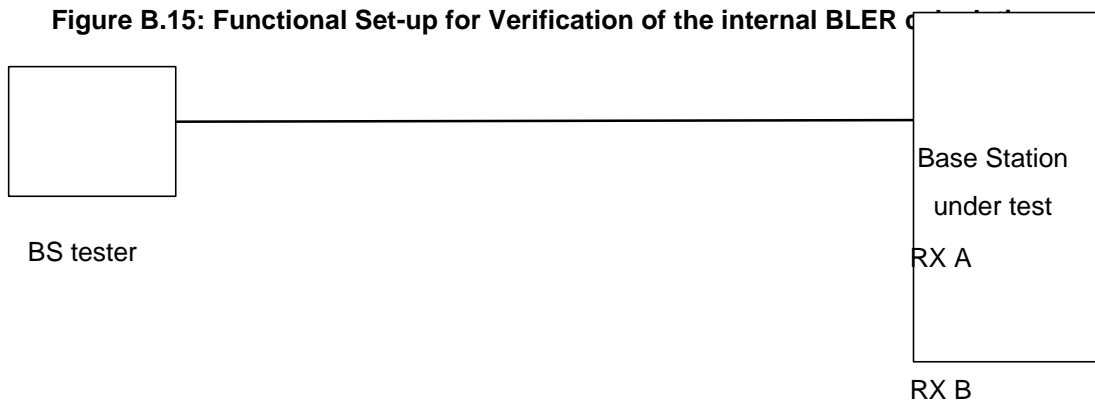 Figure B.15: Functional Set-up for Verification of the internal BLER
Base Station
under test
BS tester
RX A
RX B